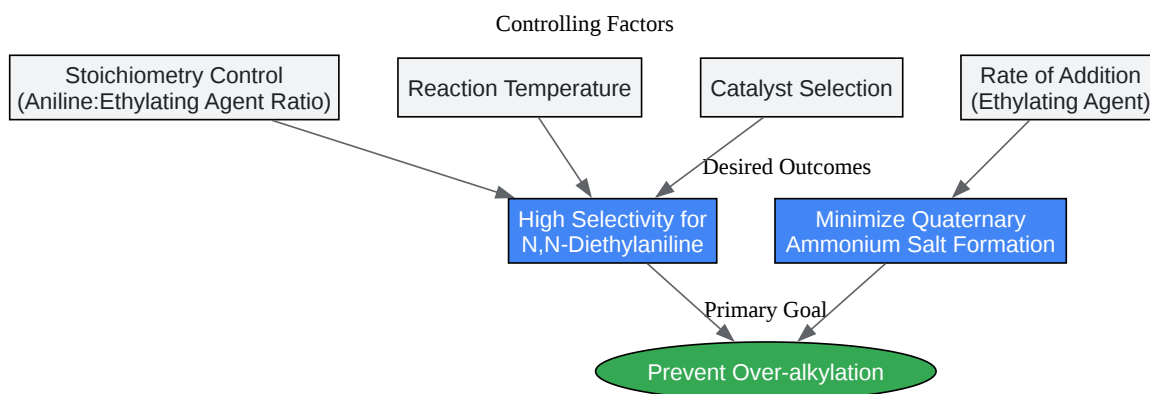 Controlling Factors
Stoichiometry Control
(Aniline:Ethylating Agent Ratio)
Reaction Temperature
Catalyst Selection
Rate of Addition
(Ethylating Agent)
Desired Outcomes
High Selectivity for
N,N-Diethylaniline
Minimize Quaternary
Ammonium Salt Formation
Primary Goal
Prevent Over-alkylation